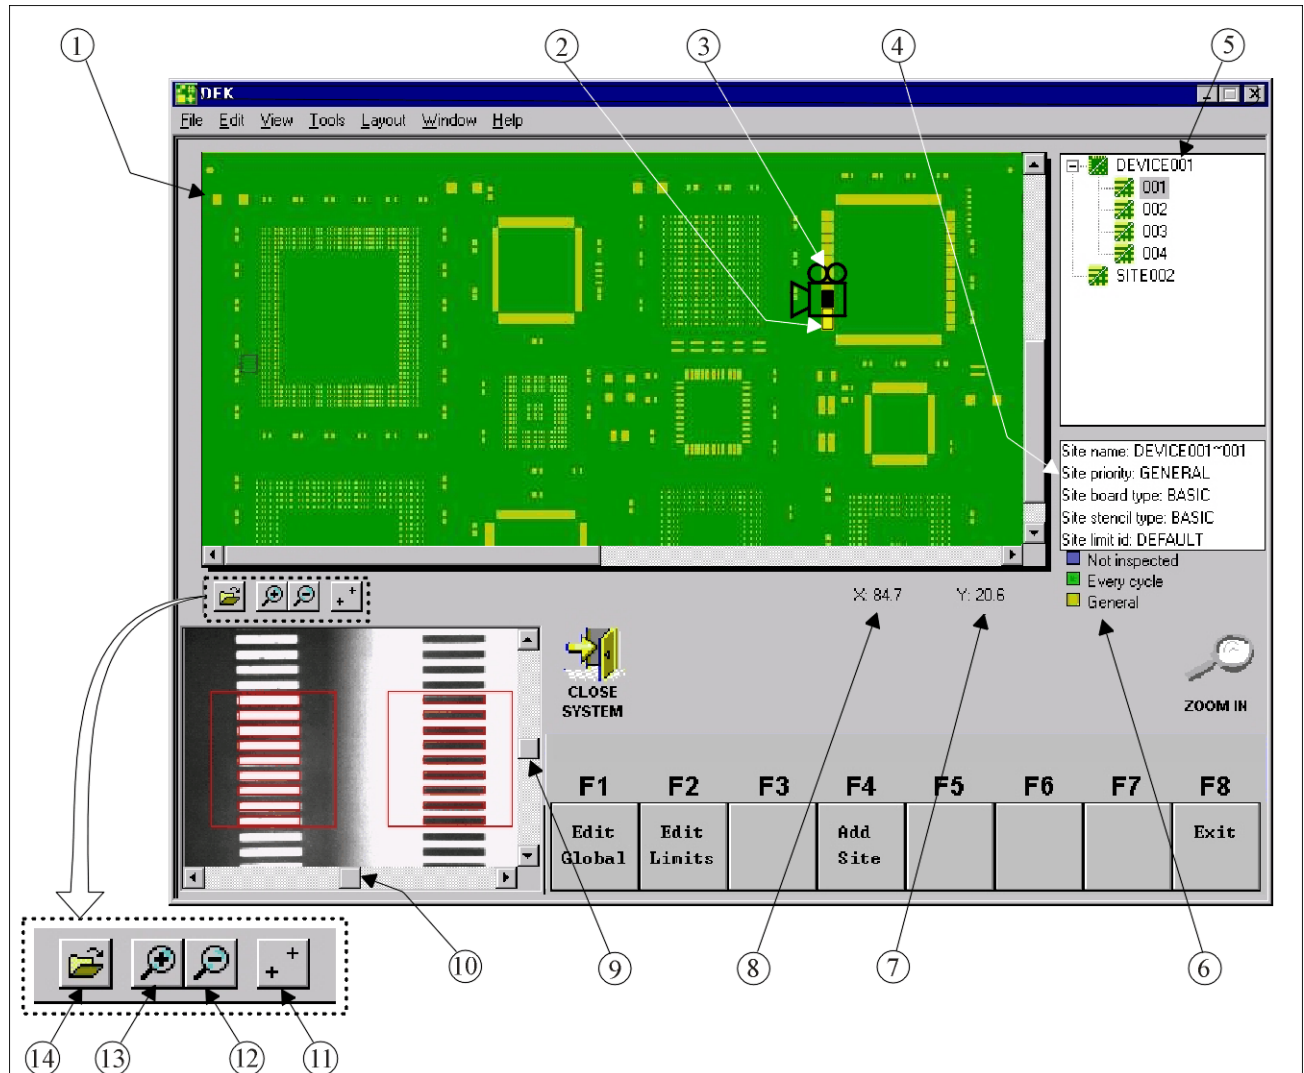 1 2 3 4 5
DEK
File Edit View Tools Layout Window Help
DEVICE001
001
002
003
004
SITE002
Site name: DEVICE001~001
Site priority: GENERAL
Site board type: BASIC
Site stencil type: BASIC
Site limit id: DEFAULT
Not inspected
Every cycle
General
X: 84.7 Y: 20.6
CLOSE
SYSTEM
ZOOM IN
F1 F2 F3 F4 F5 F6 F7 F8
Edit Edit Add Exit
Global Limits Site
10 9 8 7 6
14 13 12 11